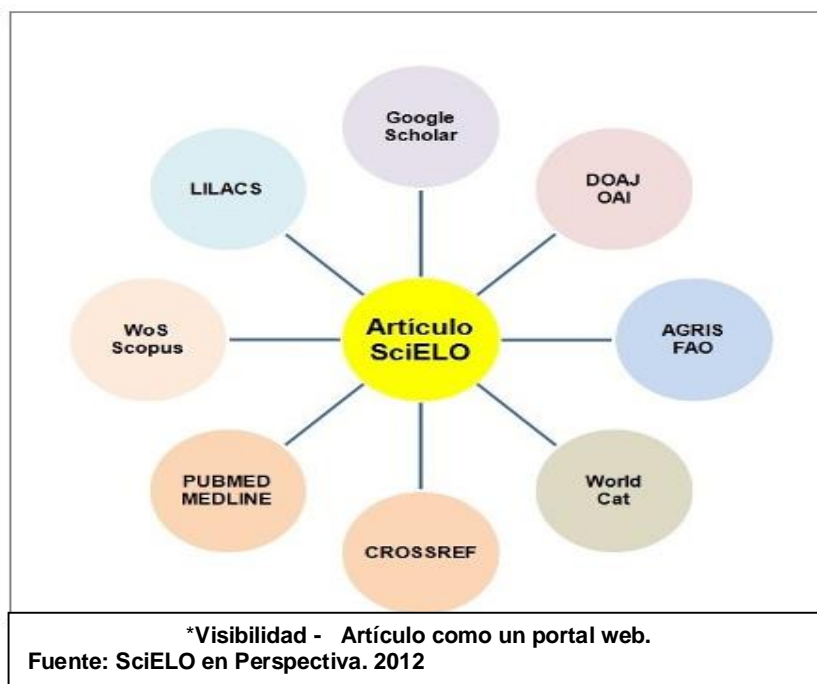 Google
Scholar
DOAJ
OAI
LILACS
AGRIS
FAO
WoS
Scopus
Artículo
SciELO
World
Cat
PUBMED
MEDLINE
CROSSREF
*Visibilidad - Artículo como un portal web.
Fuente: SciELO en Perspectiva. 2012